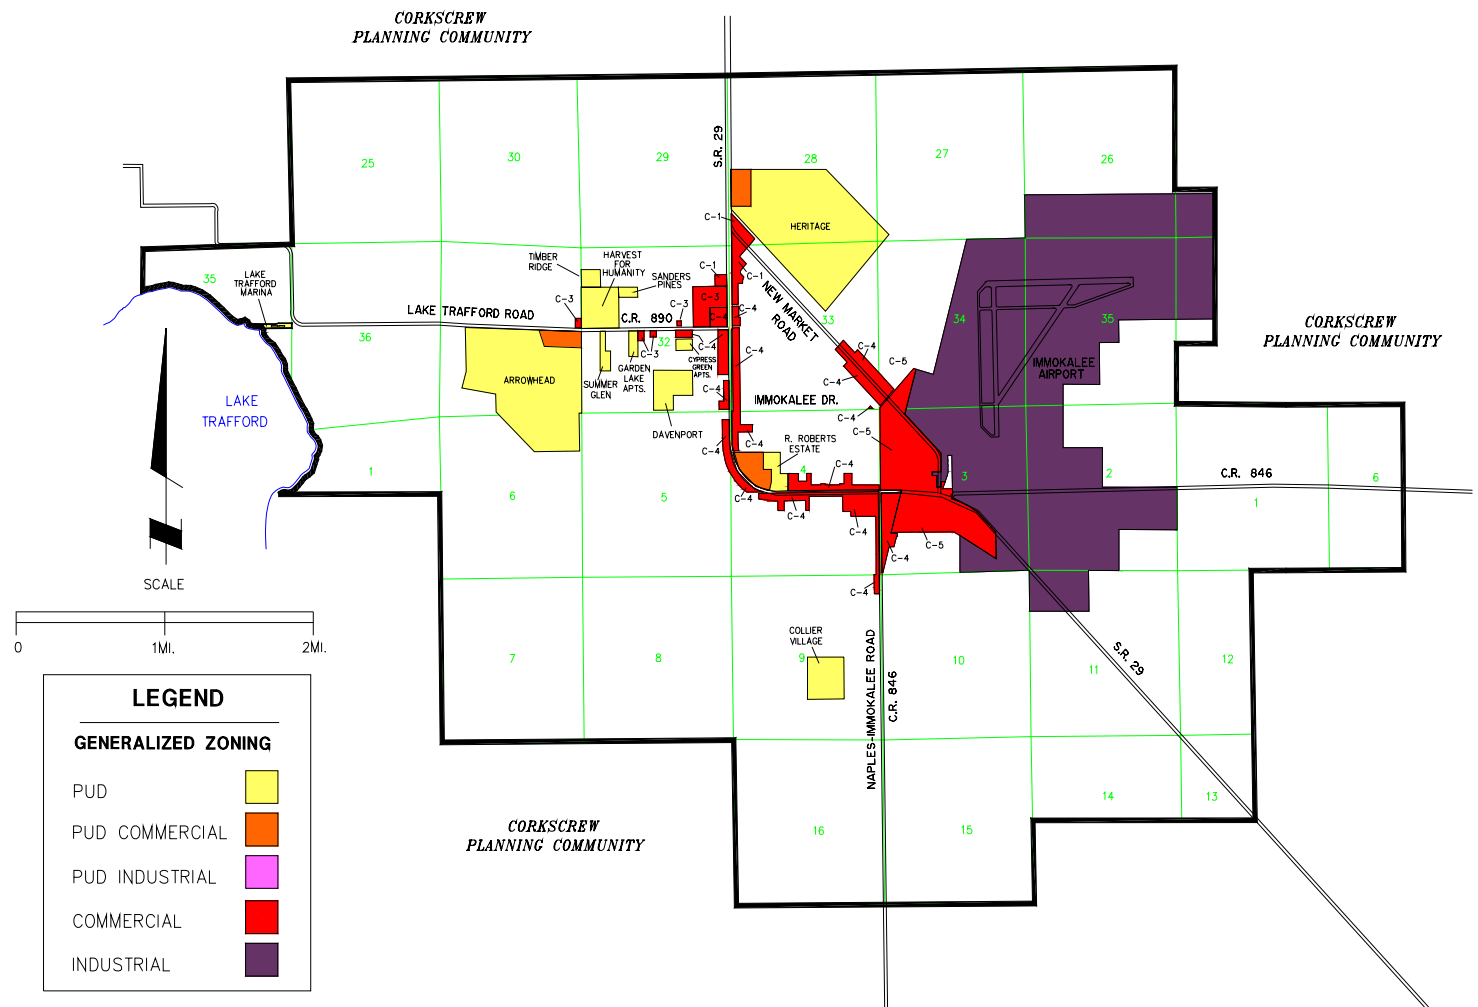 CORKSCREW
PLANNING COMMUNITY
S.R. 29
25
30
29
28
27
26
C-1
HERITAGE
35
LAKE
TRAFFORD
MARINA
TIMBER
RIDGE
HARVEST
FOR
HUMANITY
SANDERS
PINES
C-1
C-1
C-3
C-3
C-3
C-4
C-4
LAKE TRAFFORD ROAD
C.R. 890
NEW MARKET
ROAD
33
34
35
36
32
CORKSCREW
PLANNING COMMUNITY
ARROWHEAD
SUMMER
GLEN
GARDEN
LAKE
APTS.
C-3
C-4
CYPRESS
GREEN
APTS.
C-4
C-4
C-5
C-4
IMMOKALEE
AIRPORT
LAKE
TRAFFORD
C-4
IMMOKALEE DR.
C-4
C-5
DAVENPORT
C-4
C-4
R. ROBERTS
ESTATE
1
6
5
4
C-4
3
2
C.R. 846
1
6
C-4
C-4
C-4
C-4
C-5
C-4
SCALE
0
1MI.
2MI.
7
8
COLLIER
VILLAGE
9
10
11
12
S.R. 29
NAPLES-IMMOKALEE ROAD
C.R. 846
14
13
16
15
CORKSCREW
PLANNING COMMUNITY
LEGEND
GENERALIZED ZONING
PUD
PUD COMMERCIAL
PUD INDUSTRIAL
COMMERCIAL
INDUSTRIAL